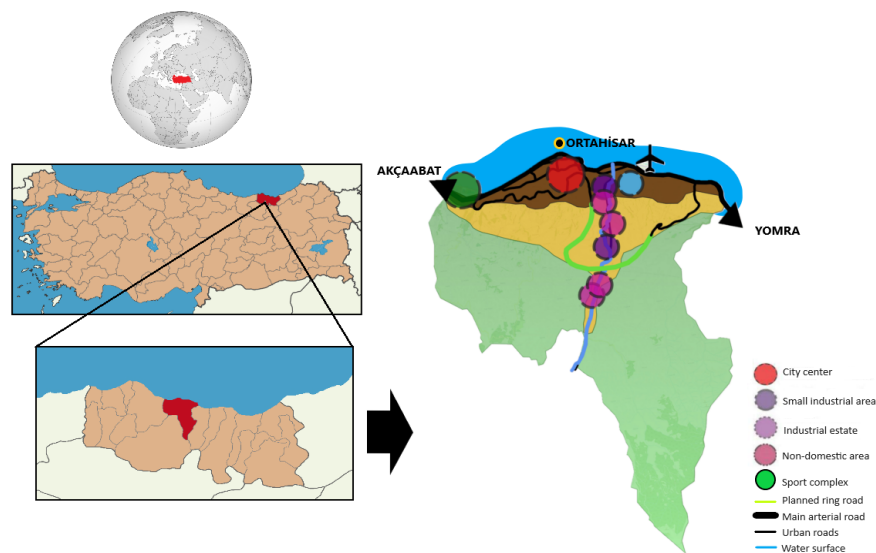 ORTAHİSAR
AKÇAABAT
YOMRA
City center
Small industrial area
Industrial estate
Non-domestic area
Sport complex
Planned ring road
Main arterial road
Urban roads
Water surface